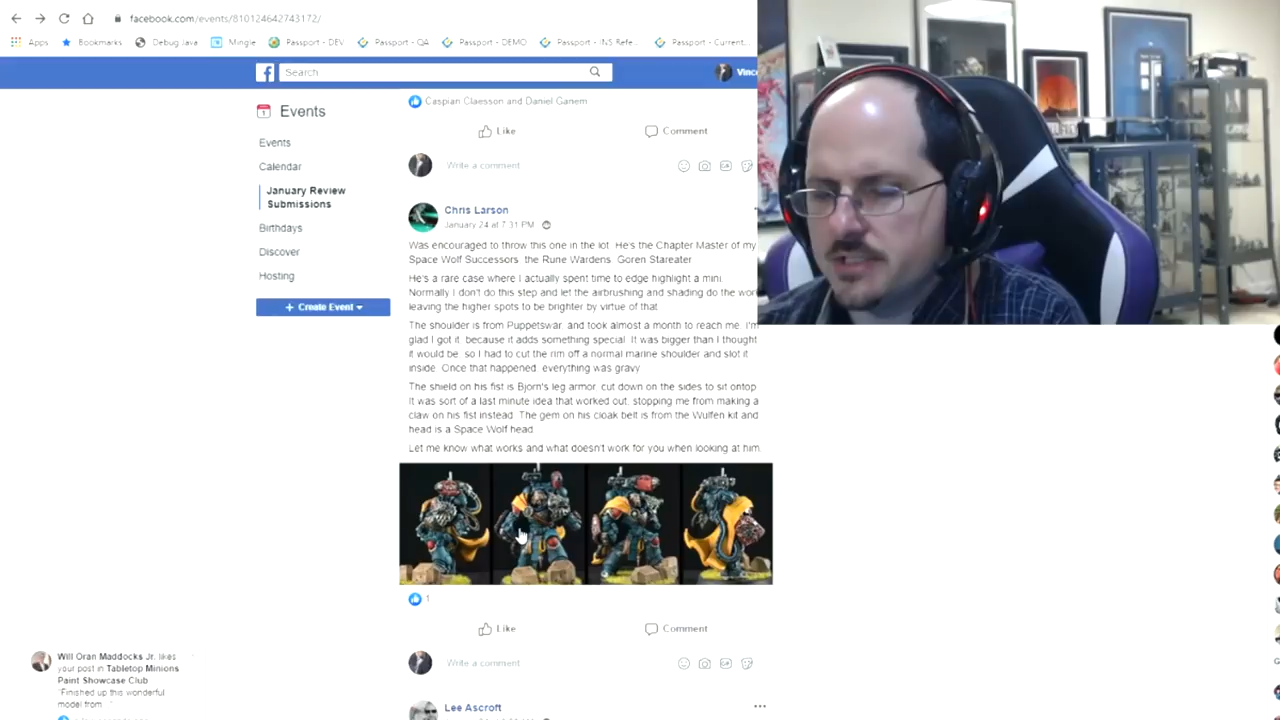 facebook.com/events/810124642743172/
Apps Bookmarks Debug Java Mingle Passport - DEV Passport - QA Passport - DEMO Passport - INS Refe... Passport - Current...
Search
Vinc
Events
Events
Calendar
January Review
Submissions
Birthdays
Discover
Hosting
+ Create Event
Caspian Claesson and Daniel Ganem
Like Comment
Write a comment
Chris Larson
January 24 at 7:31 PM
Was encouraged to throw this one in the lot. He's the Chapter Master of my
Space Wolf Successors, the Rune Wardens. Goren Stareater
He's a rare case where I actually spent time to edge highlight a mini.
Normally I don't do this step and let the airbrushing and shading do the work
leaving the higher spots to be brighter by virtue of that
The shoulder is from Puppetswar, and took almost a month to reach me. I'm
glad I got it, because it adds something special. It was bigger than I thought
it would be, so I had to cut the rim off a normal marine shoulder and slot it
inside. Once that happened, everything was gravy
The shield on his fist is Bjorn's leg armor, cut down on the sides to sit ontop
It was sort of a last minute idea that worked out, stopping me from making a
claw on his fist instead. The gem on his cloak belt is from the Wulfen kit and
head is a Space Wolf head
Let me know what works and what doesn't work for you when looking at him.
1
Like Comment
Write a comment
Lee Ascroft
Will Oran Maddocks Jr. likes
your post in Tabletop Minions
Paint Showcase Club
"Finished up this wonderful
model from